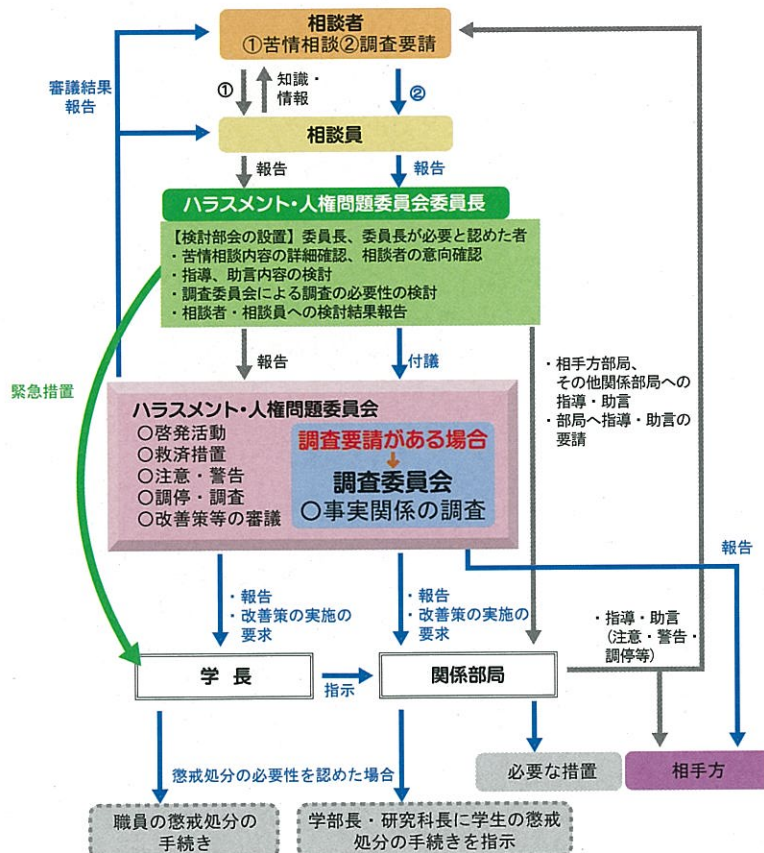 相談者
①苦情相談②調査要請
審議結果
報告
①
知識・
情報
②
相談員
報告
報告
ハラスメント・人権問題委員会委員長
【検討部会の設置】委員長、委員長が必要と認めた者
・苦情相談内容の詳細確認、相談者の意向確認
・指導、助言内容の検討
・調査委員会による調査の必要性の検討
・相談者・相談員への検討結果報告
報告
付議
・相手方部局、
その他関係部局への
指導・助言
・部局へ指導・助言の
要請
緊急措置
ハラスメント・人権問題委員会
○啓発活動
○救済措置
○注意・警告
○調停・調査
○改善策等の審議
調査要請がある場合
調査委員会
○事実関係の調査
報告
・報告
・改善策の実施の
要求
・報告
・改善策の実施の
要求
・指導・助言
(注意・警告・
調停等)
学長
指示
関係部局
必要な措置
相手方
懲戒処分の必要性を認めた場合
職員の懲戒処分の
手続き
学部長・研究科長に学生の懲戒
処分の手続きを指示